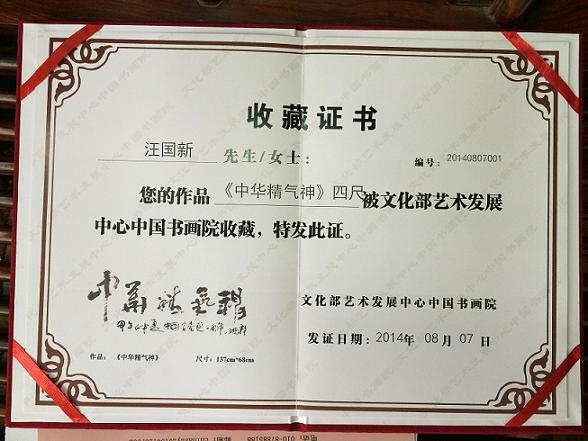 收藏证书
汪国新 先生/女士：
编号：20140807001
您的作品《中华精气神》四尺被文化部艺术发展
中心中国书画院收藏，特发此证。
中华精气神
作品：《中华精气神》 尺寸：137cm*68cm
文化部艺术发展中心中国书画院
发证日期：2014年 08月 07日